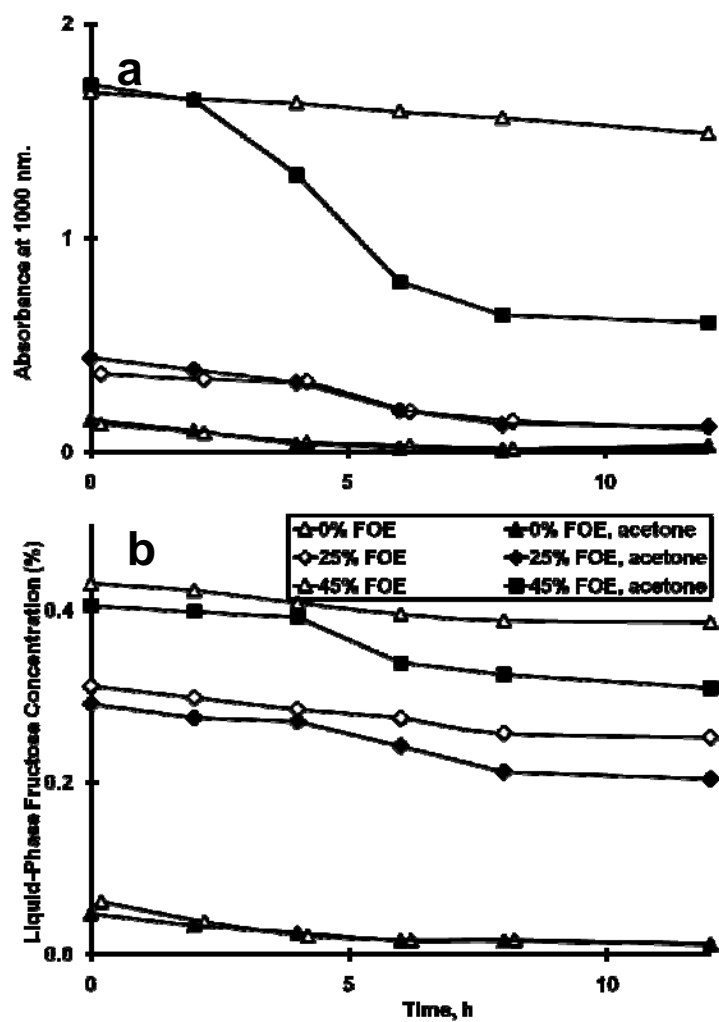 2
a
1
Absorbance at 1000 nm.
0
0
5
10
b
0% FOE
0% FOE, acetone
25% FOE
25% FOE, acetone
45% FOE
45% FOE, acetone
0.4
0.2
0.0
Liquid-Phase Fructose Concentration (%)
0
5
10
Time, h